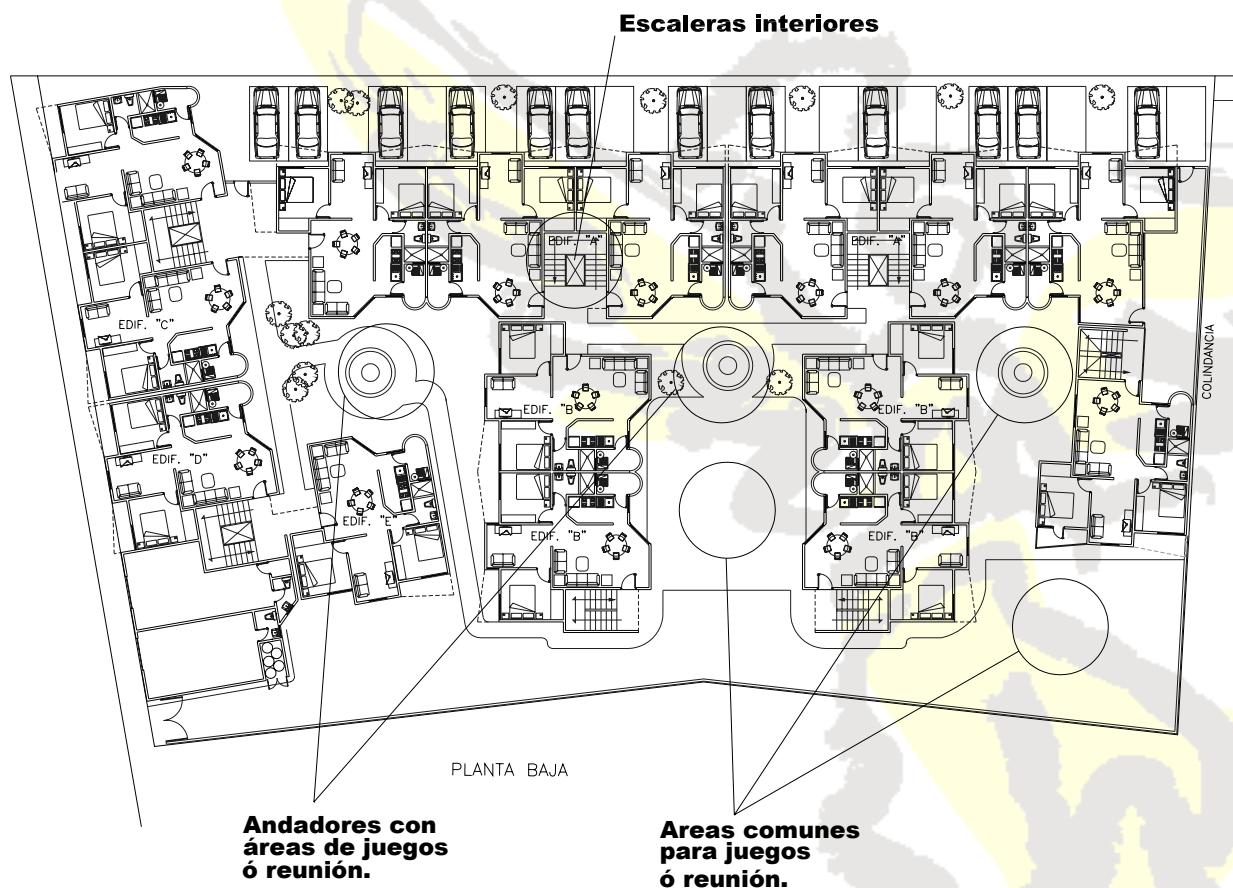 Escaleras interiores
EDIF. "A"
EDIF. "A"
EDIF. "C"
COLINDANCIA
EDIF. "B
EDIF. "B"
EDIF. "D"
EDIF. "E"
EDIF. "B"
EDIF. "B"
PLANTA BAJA
Andadores con
áreas de juegos
ó reunión.
Areas comunes
para juegos
ó reunión.